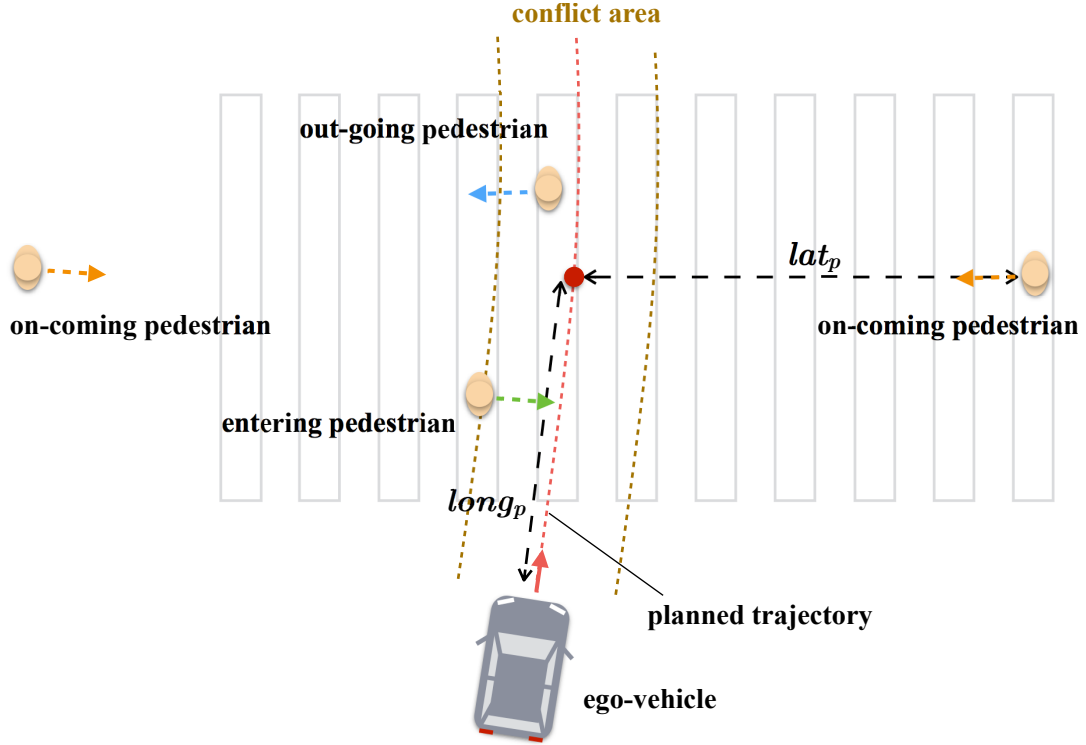 conflict area
out-going pedestrian
lat_p
on-coming pedestrian
on-coming pedestrian
entering pedestrian
long_p
planned trajectory
ego-vehicle